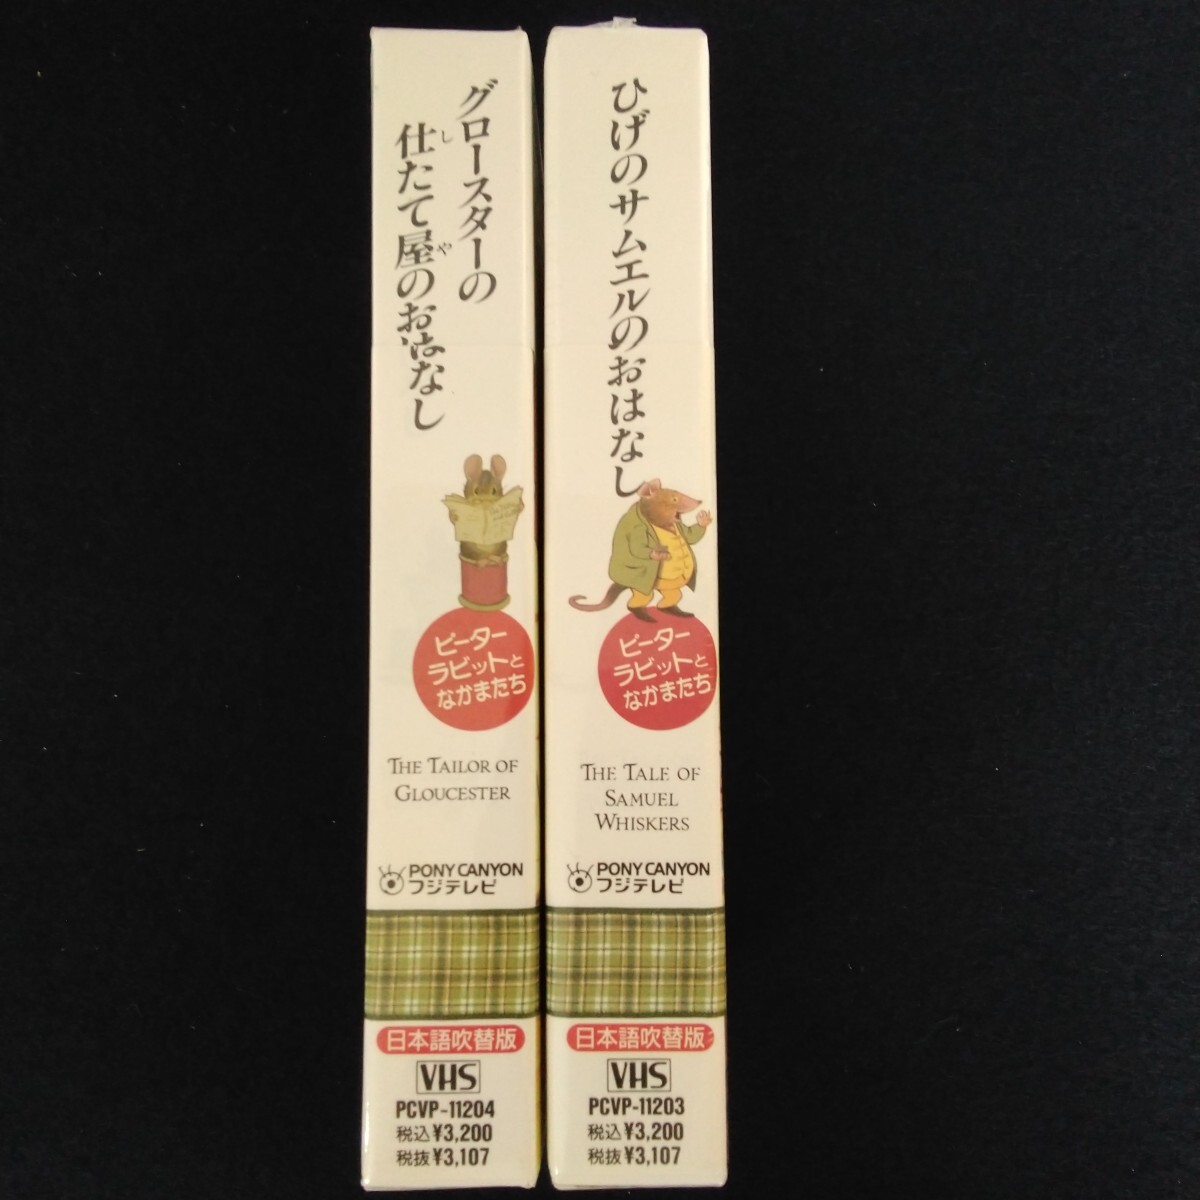 グロースターの
仕たて屋のおはなし
し
や
ピーター
ラビットと
なかまたち
THE TAILOR OF
GLOUCESTER
PONY CANYON
フジテレビ
日本語吹替版
VHS
PCVP-11204
税込¥3,200
税抜¥3,107
ひげのサムエルのおはなし
ピーター
ラビットと
なかまたち
THE TALE OF
SAMUEL
WHISKERS
PONY CANYON
フジテレビ
日本語吹替版
VHS
PCVP-11203
税込¥3,200
税抜¥3,107